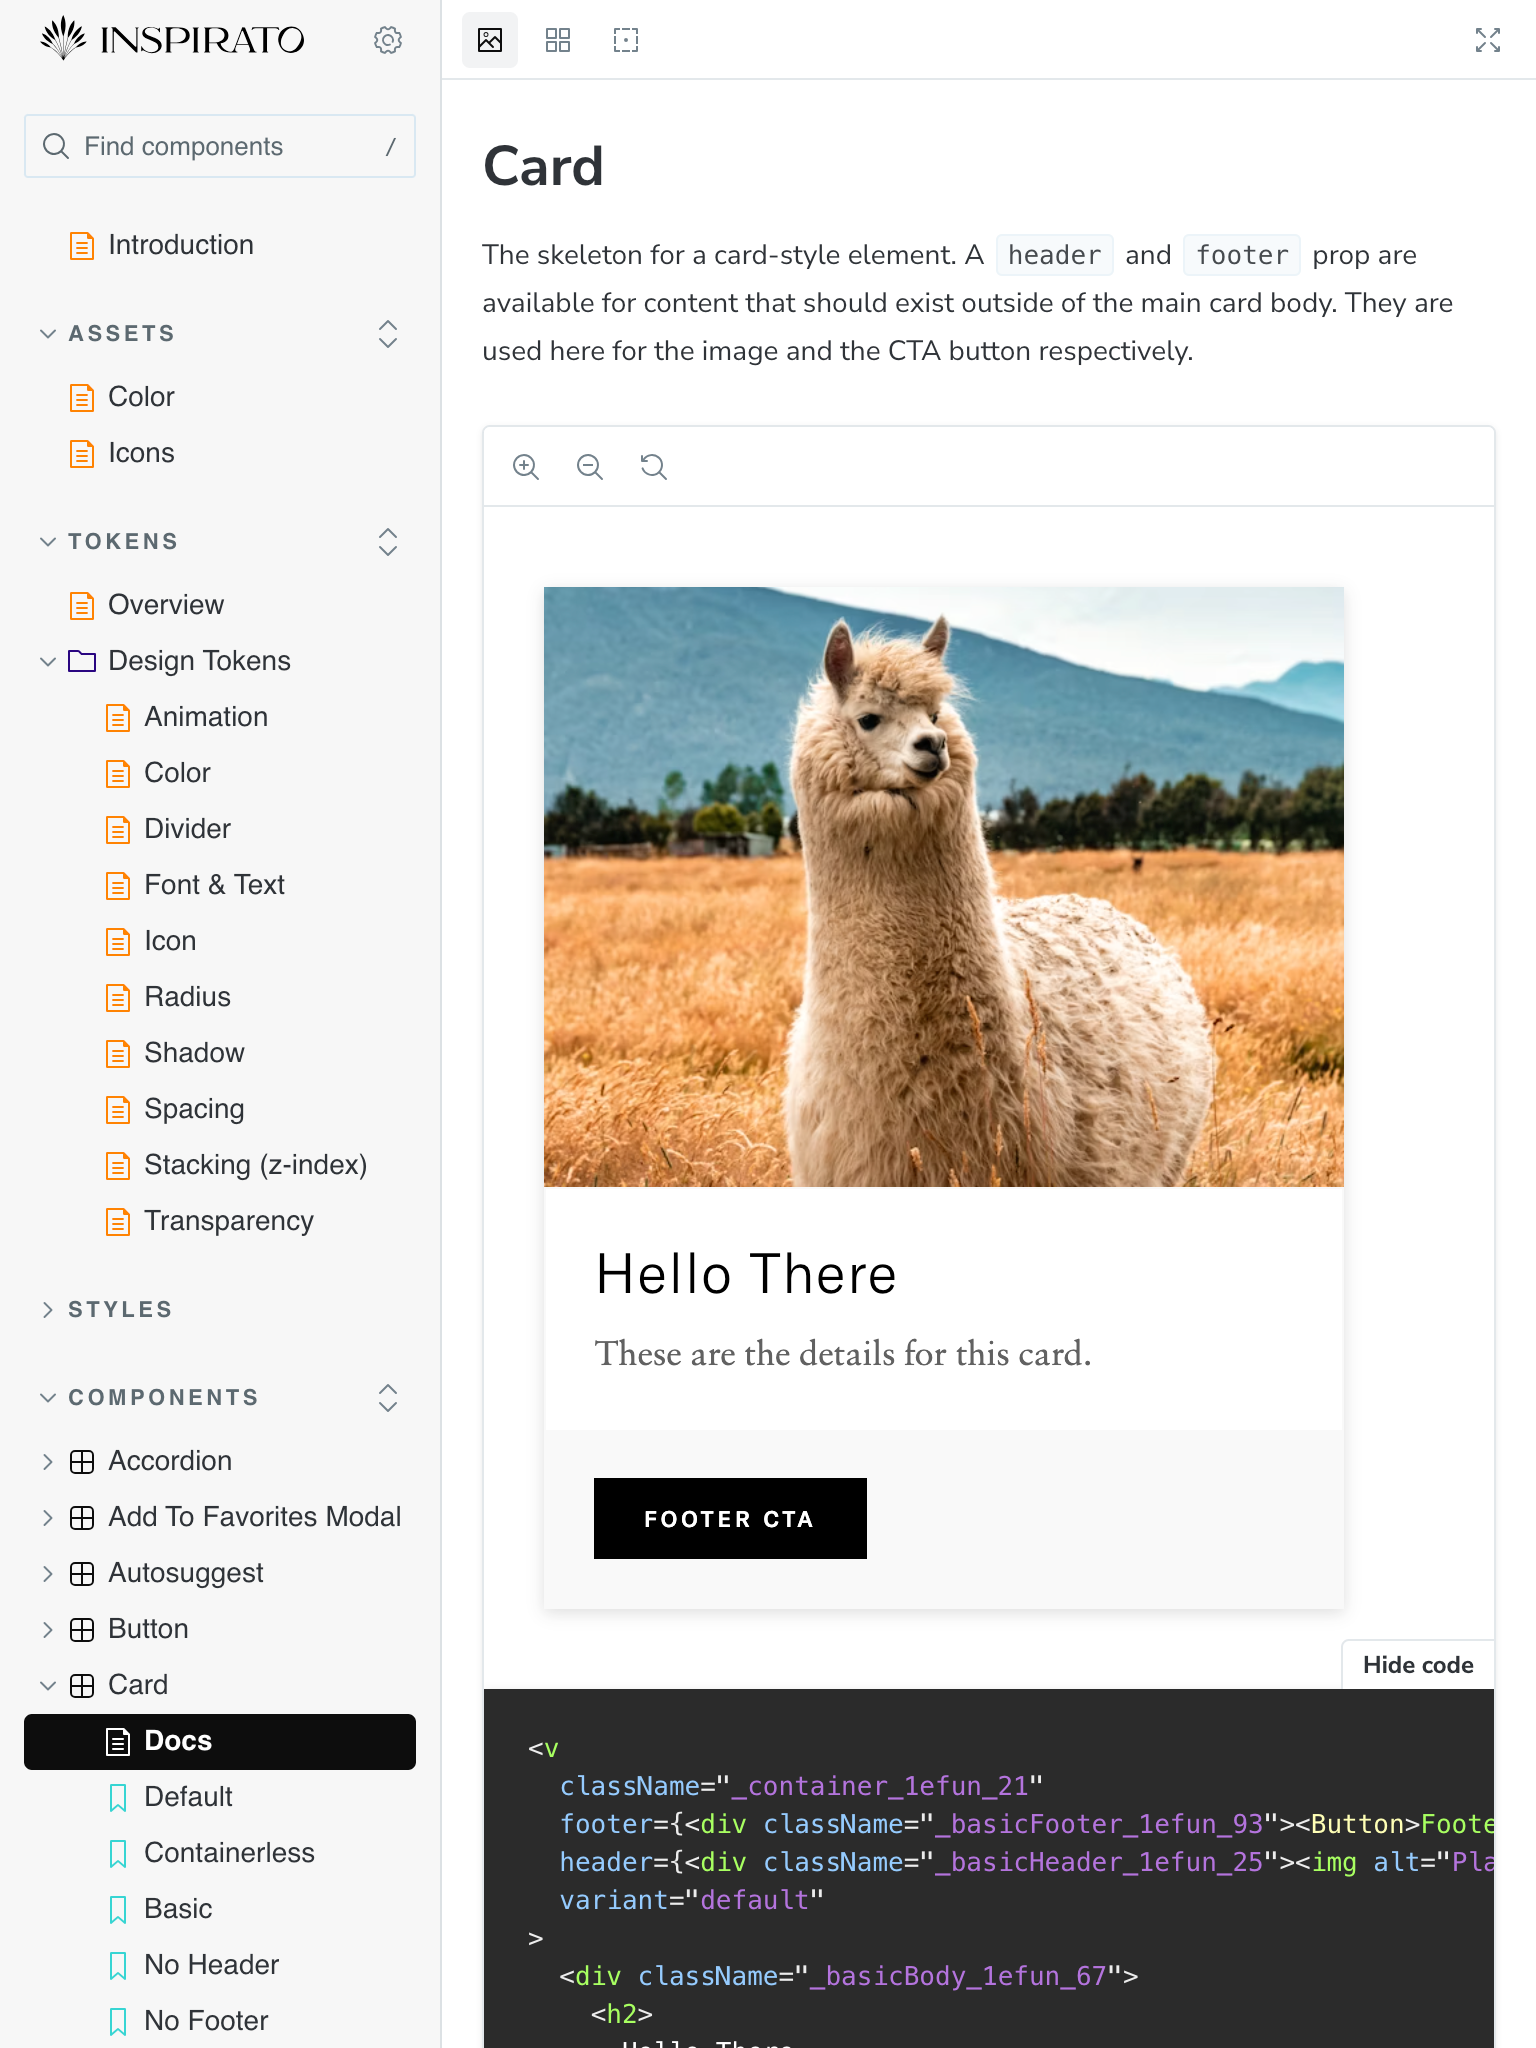 INSPIRATO
Find components /
Introduction
ASSETS
Color
Icons
TOKENS
Overview
Design Tokens
Animation
Color
Divider
Font & Text
Icon
Radius
Shadow
Spacing
Stacking (z-index)
Transparency
STYLES
COMPONENTS
Accordion
Add To Favorites Modal
Autosuggest
Button
Card
Docs
Default
Containerless
Basic
No Header
No Footer
Card
The skeleton for a card-style element. A header and footer prop are
available for content that should exist outside of the main card body. They are
used here for the image and the CTA button respectively.
Hello There
These are the details for this card.
FOOTER CTA
Hide code
<v
className="_container_1efun_21"
footer={<div className="_basicFooter_1efun_93"><Button>Foote
header={<div className="_basicHeader_1efun_25"><img alt="Pla
variant="default"
>
<div className="_basicBody_1efun_67">
<h2>
Hello There